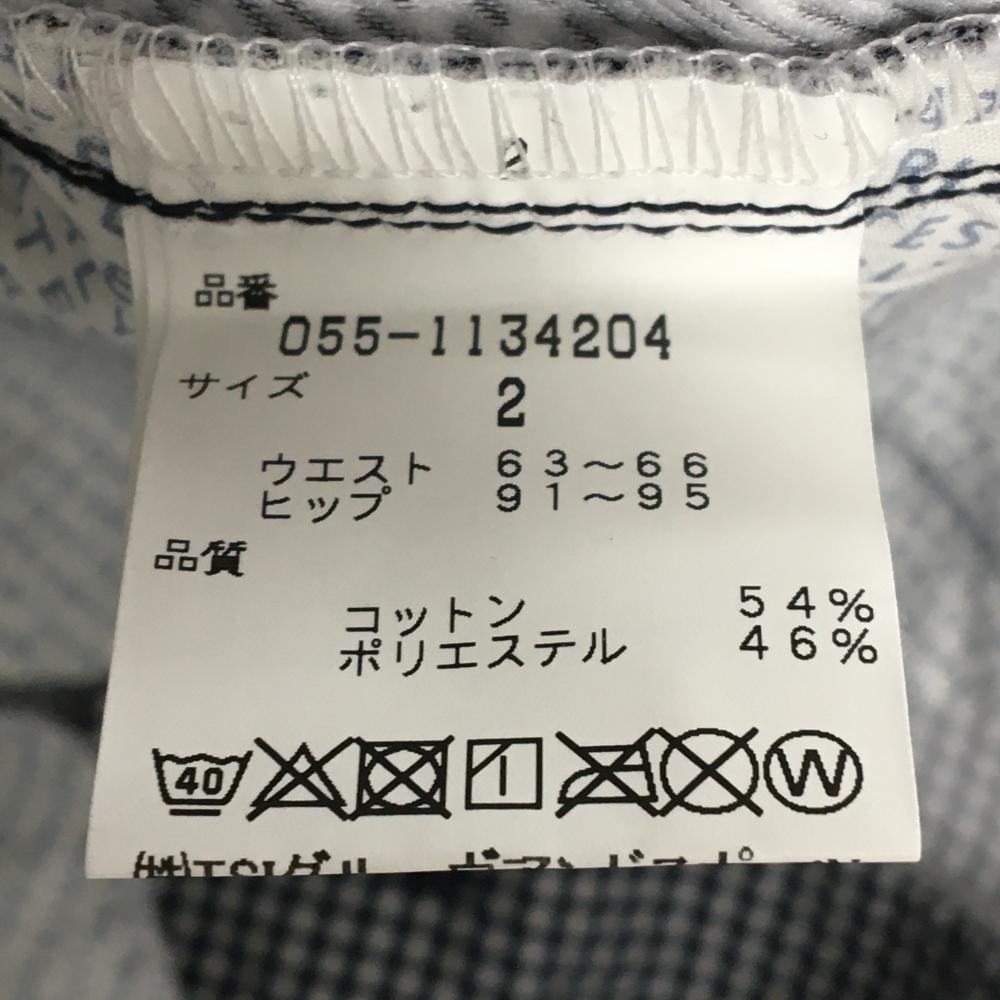 品番
055-1134204
サイズ 2
ウエスト 63～66
ヒップ 91～95
品質
コットン 54%
ポリエステル 46%
40
W